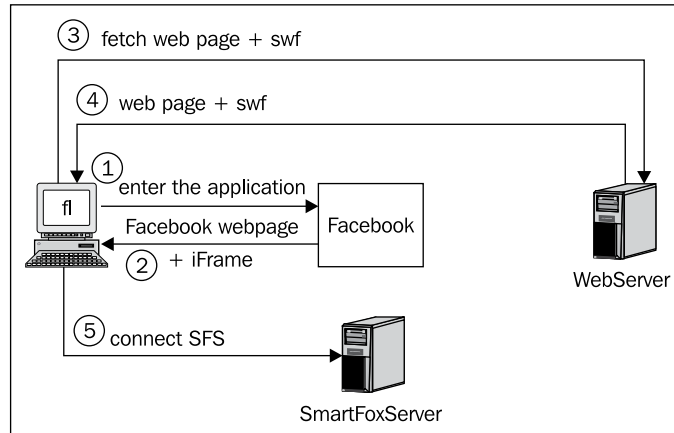 3 fetch web page + swf
4 web page + swf
1
enter the application
fl
Facebook
Facebook webpage
2 + iFrame
WebServer
5 connect SFS
SmartFoxServer